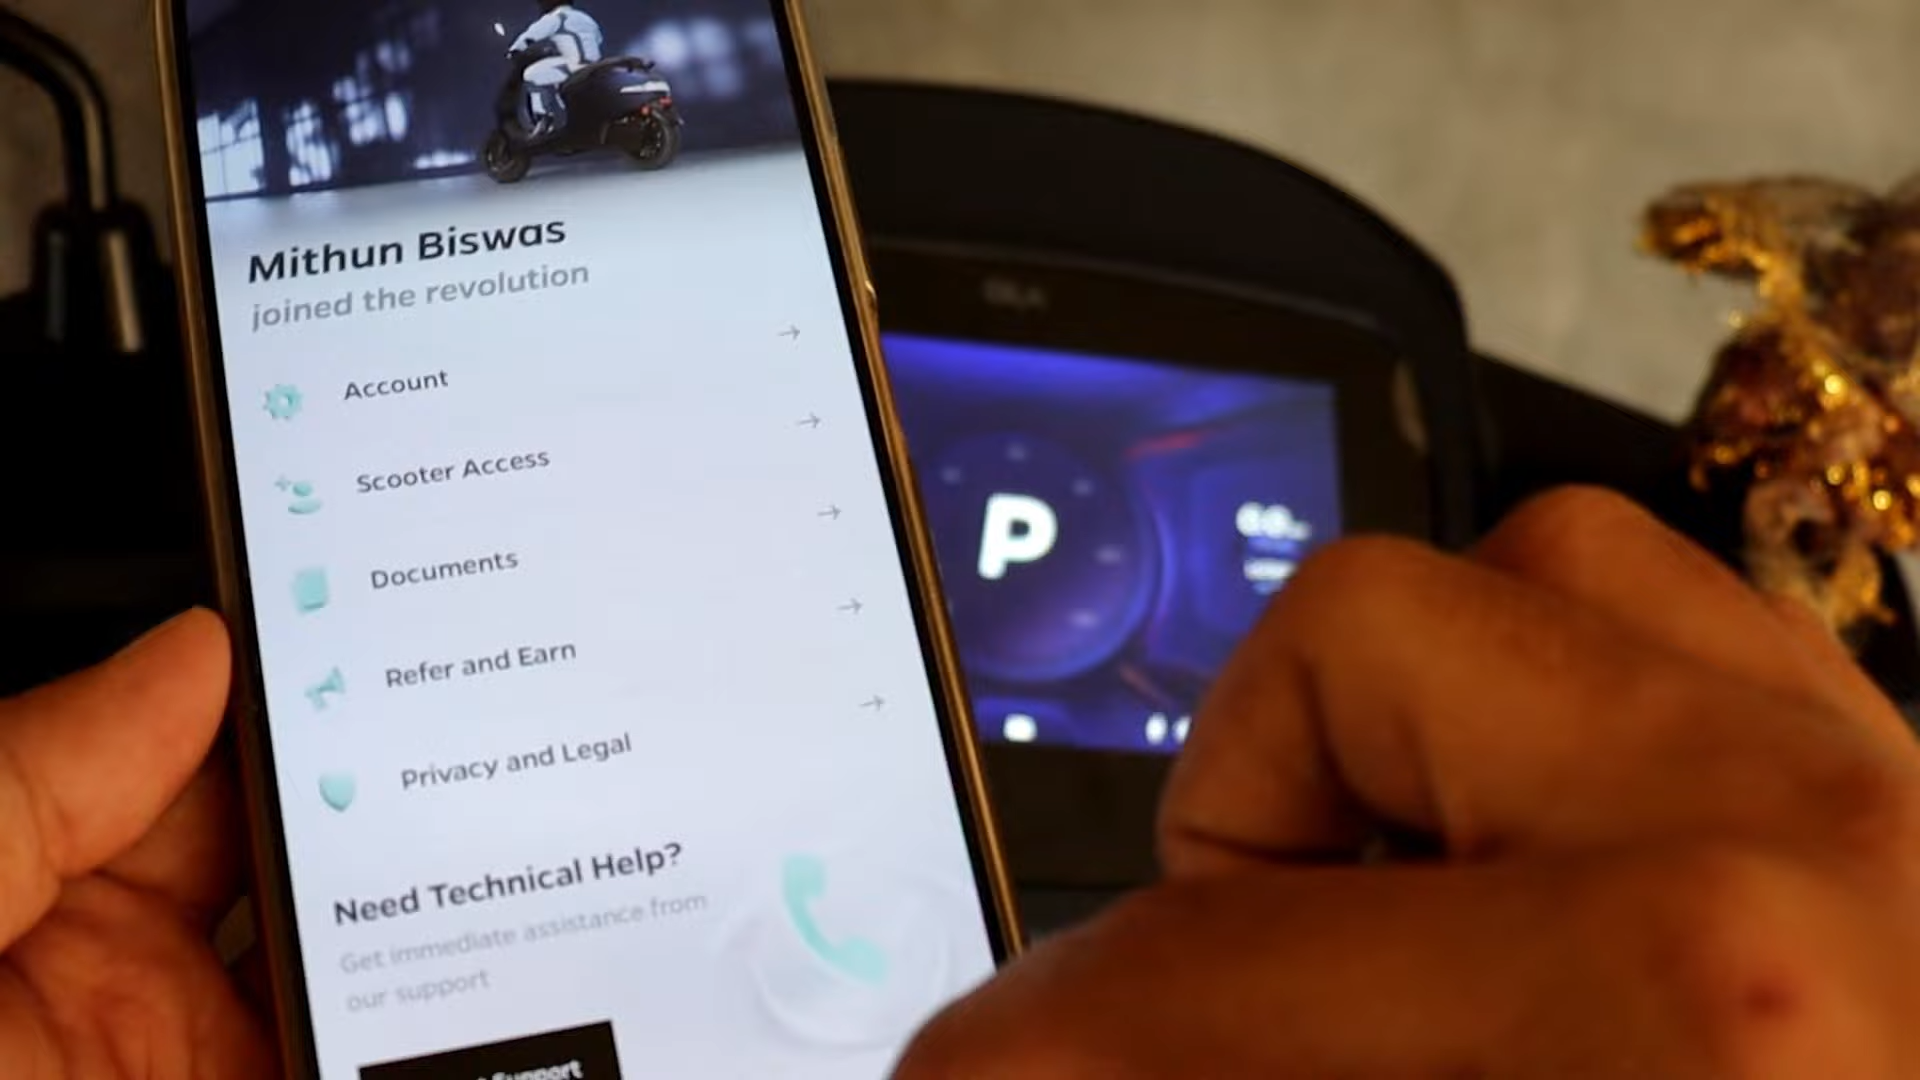 Mithun Biswas
joined the revolution
Account
Scooter Access
Documents
Refer and Earn
Privacy and Legal
Need Technical Help?
Get immediate assistance from
our support
Support
P